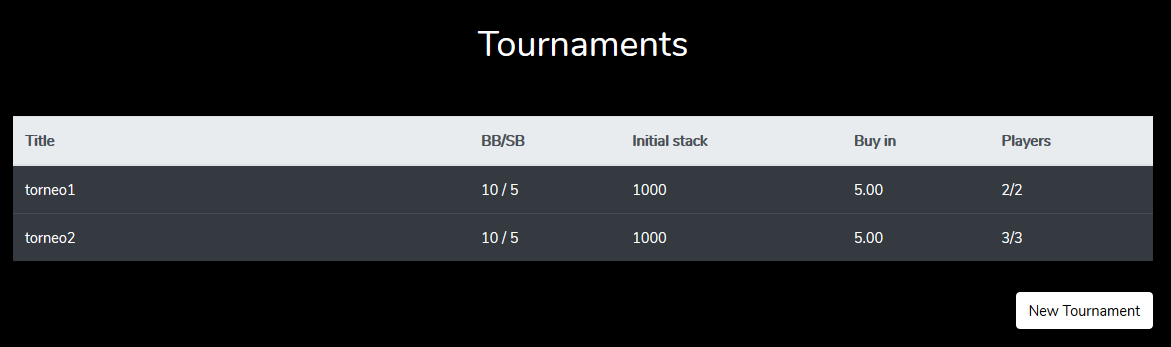 Tournaments
Title BB/SB Initial stack Buy in Players
torneo1 10 / 5 1000 5.00 2/2
torneo2 10 / 5 1000 5.00 3/3
New Tournament